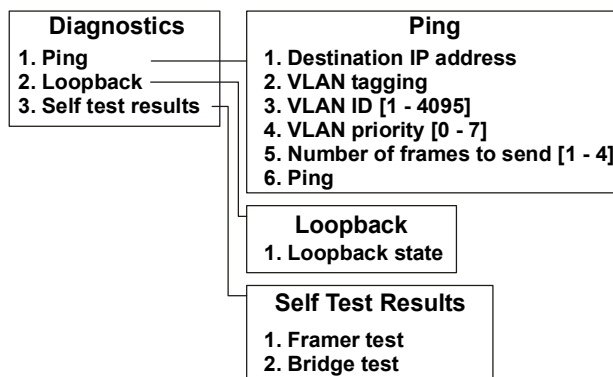 Diagnostics
1. Ping
2. Loopback
3. Self test results
Ping
1. Destination IP address
2. VLAN tagging
3. VLAN ID [1 - 4095]
4. VLAN priority [0 - 7]
5. Number of frames to send [1 - 4]
6. Ping
Loopback
1. Loopback state
Self Test Results
1. Framer test
2. Bridge test